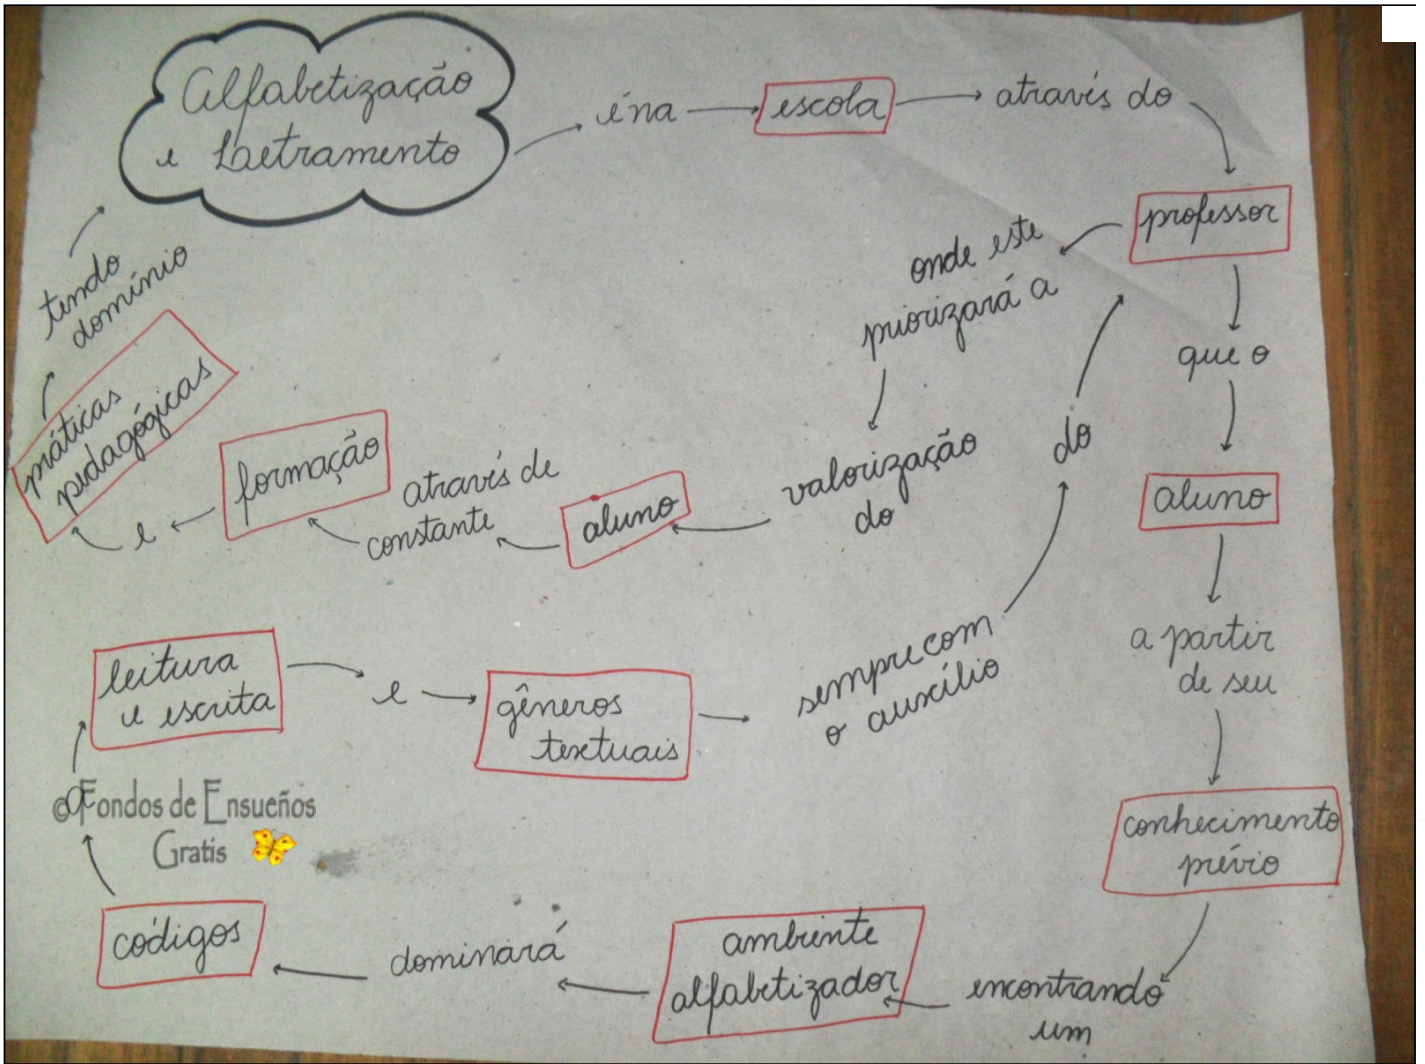 Alfabetização
e Laetramento
é na
escola
através do
professor
que o
aluno
a partir
de seu
conhecimento
prévio
encontrando
um
ambiente
alfabetizador
dominará
códigos
©Fondos de Ensueños
Gratis
leitura
e escrita
e
gêneros
textuais
sempre com
o auxílio
do
onde este
priorizará a
valorização
do
aluno
através de
constante
formação
e
práticas
pedagógicas
tendo
domínio